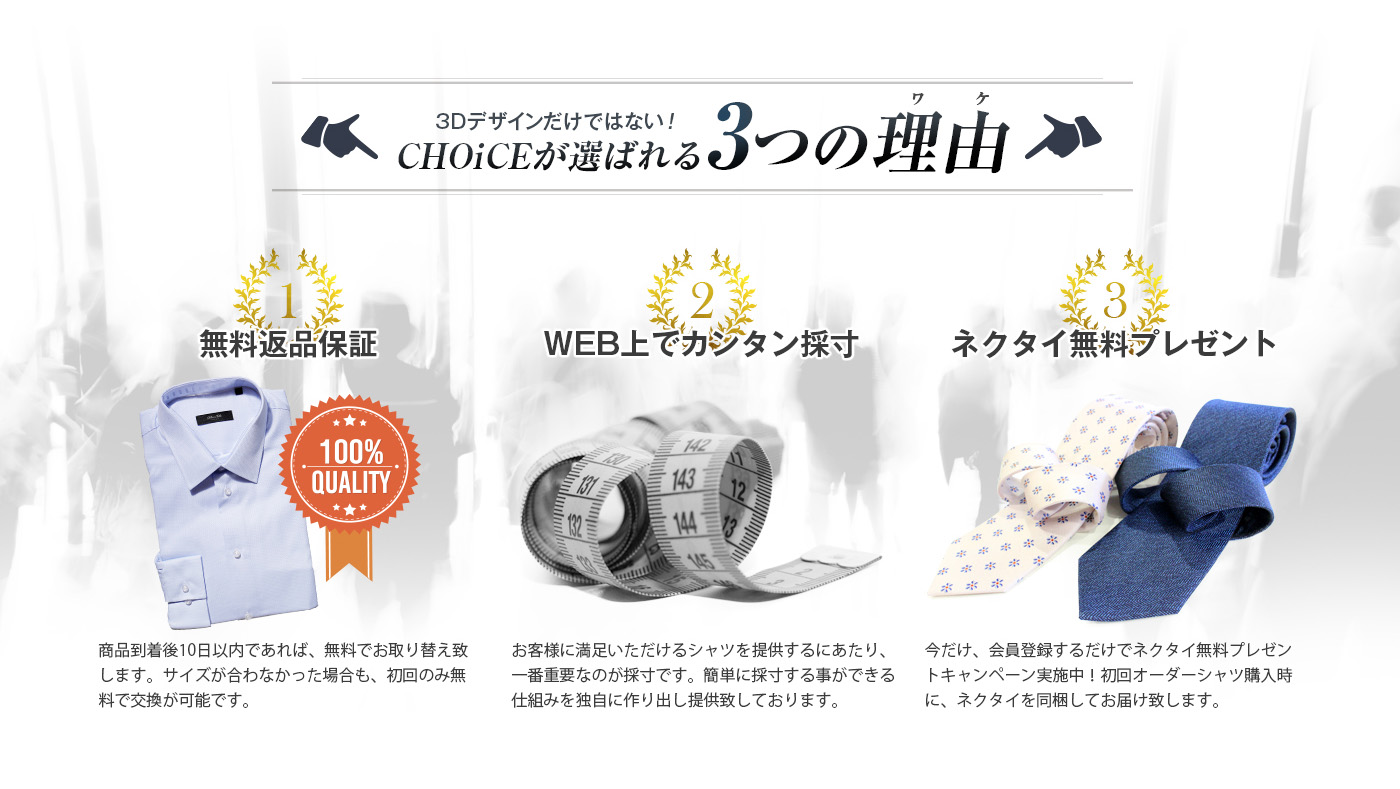 3Dデザインだけではない！
CHOiCEが選ばれる3つの理由
ワケ
1
無料返品保証
100%
QUALITY
商品到着後10日以内であれば、無料でお取り替え致
します。サイズが合わなかった場合も、初回のみ無
料で交換が可能です。
2
WEB上でカンタン採寸
130
131
132
142
143
144
145
11
12
13
お客様に満足いただけるシャツを提供するにあたり、
一番重要なのが採寸です。簡単に採寸する事ができる
仕組みを独自に作り出し提供致しております。
3
ネクタイ無料プレゼント
今だけ、会員登録するだけでネクタイ無料プレゼン
トキャンペーン実施中！初回オーダーシャツ購入時
に、ネクタイを同梱してお届け致します。